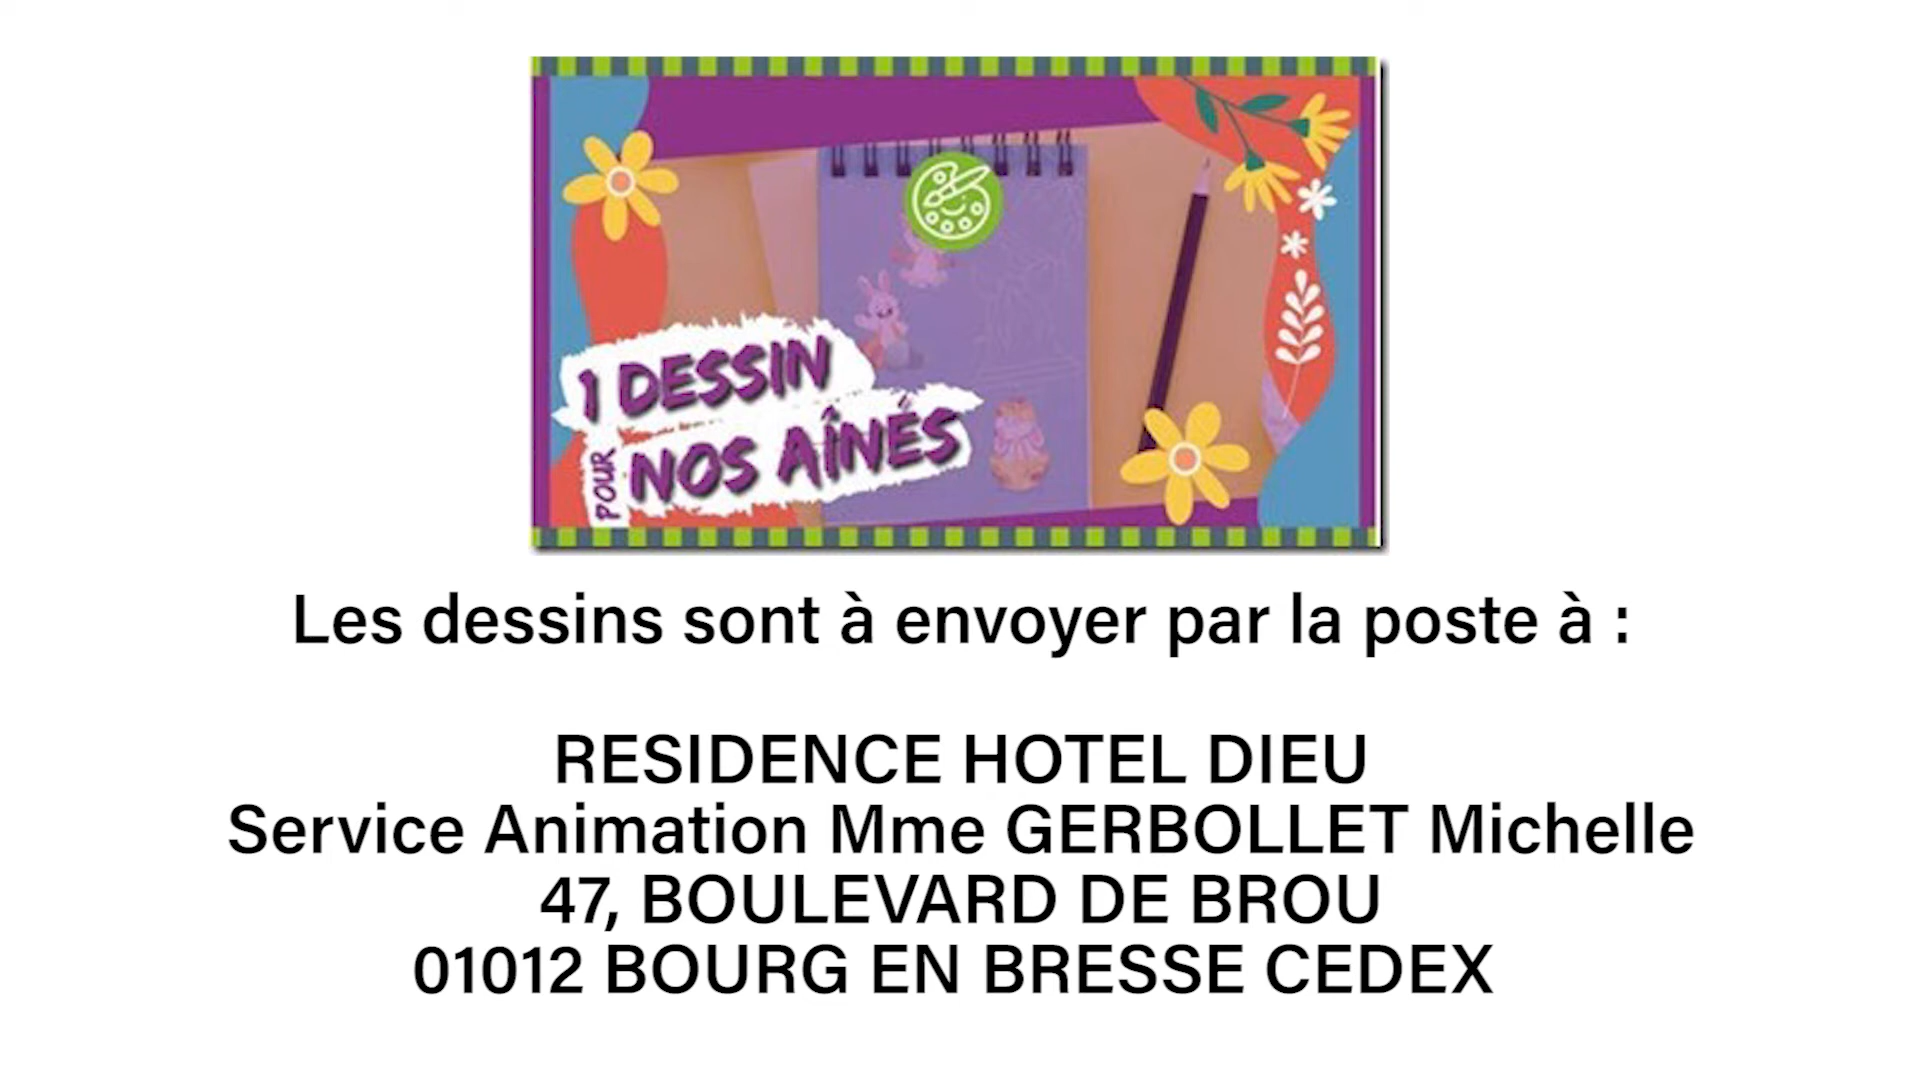 1 DESSIN
POUR NOS AÎNÉS
Les dessins sont à envoyer par la poste à :
RESIDENCE HOTEL DIEU
Service Animation Mme GERBOLLET Michelle
47, BOULEVARD DE BROU
01012 BOURG EN BRESSE CEDEX